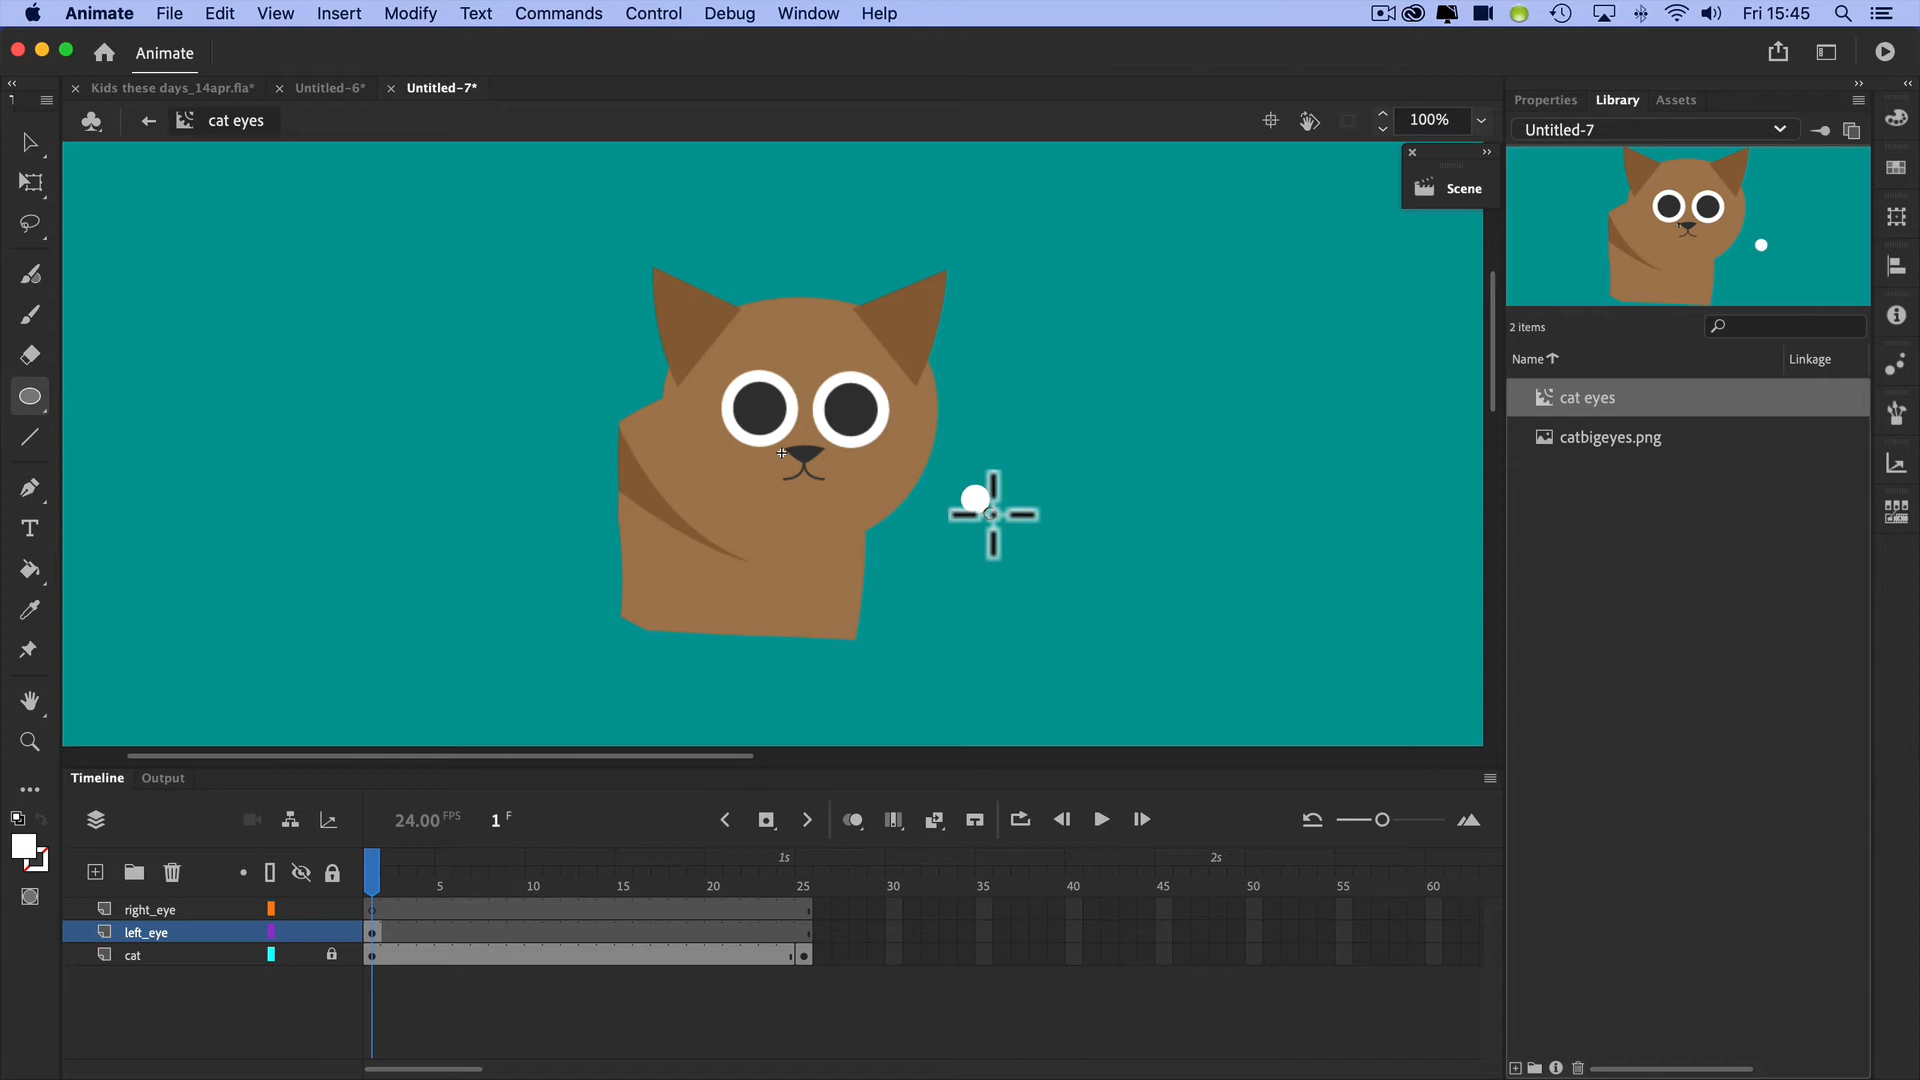 Animate File Edit View Insert Modify Text Commands Control Debug Window Help Fri 15:45
Animate
Kids these days_14apr.fla* Untitled-6* Untitled-7*
cat eyes 100%
Scene
Properties Library Assets
Untitled-7
2 items
Name Linkage
cat eyes
catbigeyes.png
Timeline Output
24.00 FPS 1 F
1s 2s
5 10 15 20 25 30 35 40 45 50 55 60
right_eye
left_eye
cat